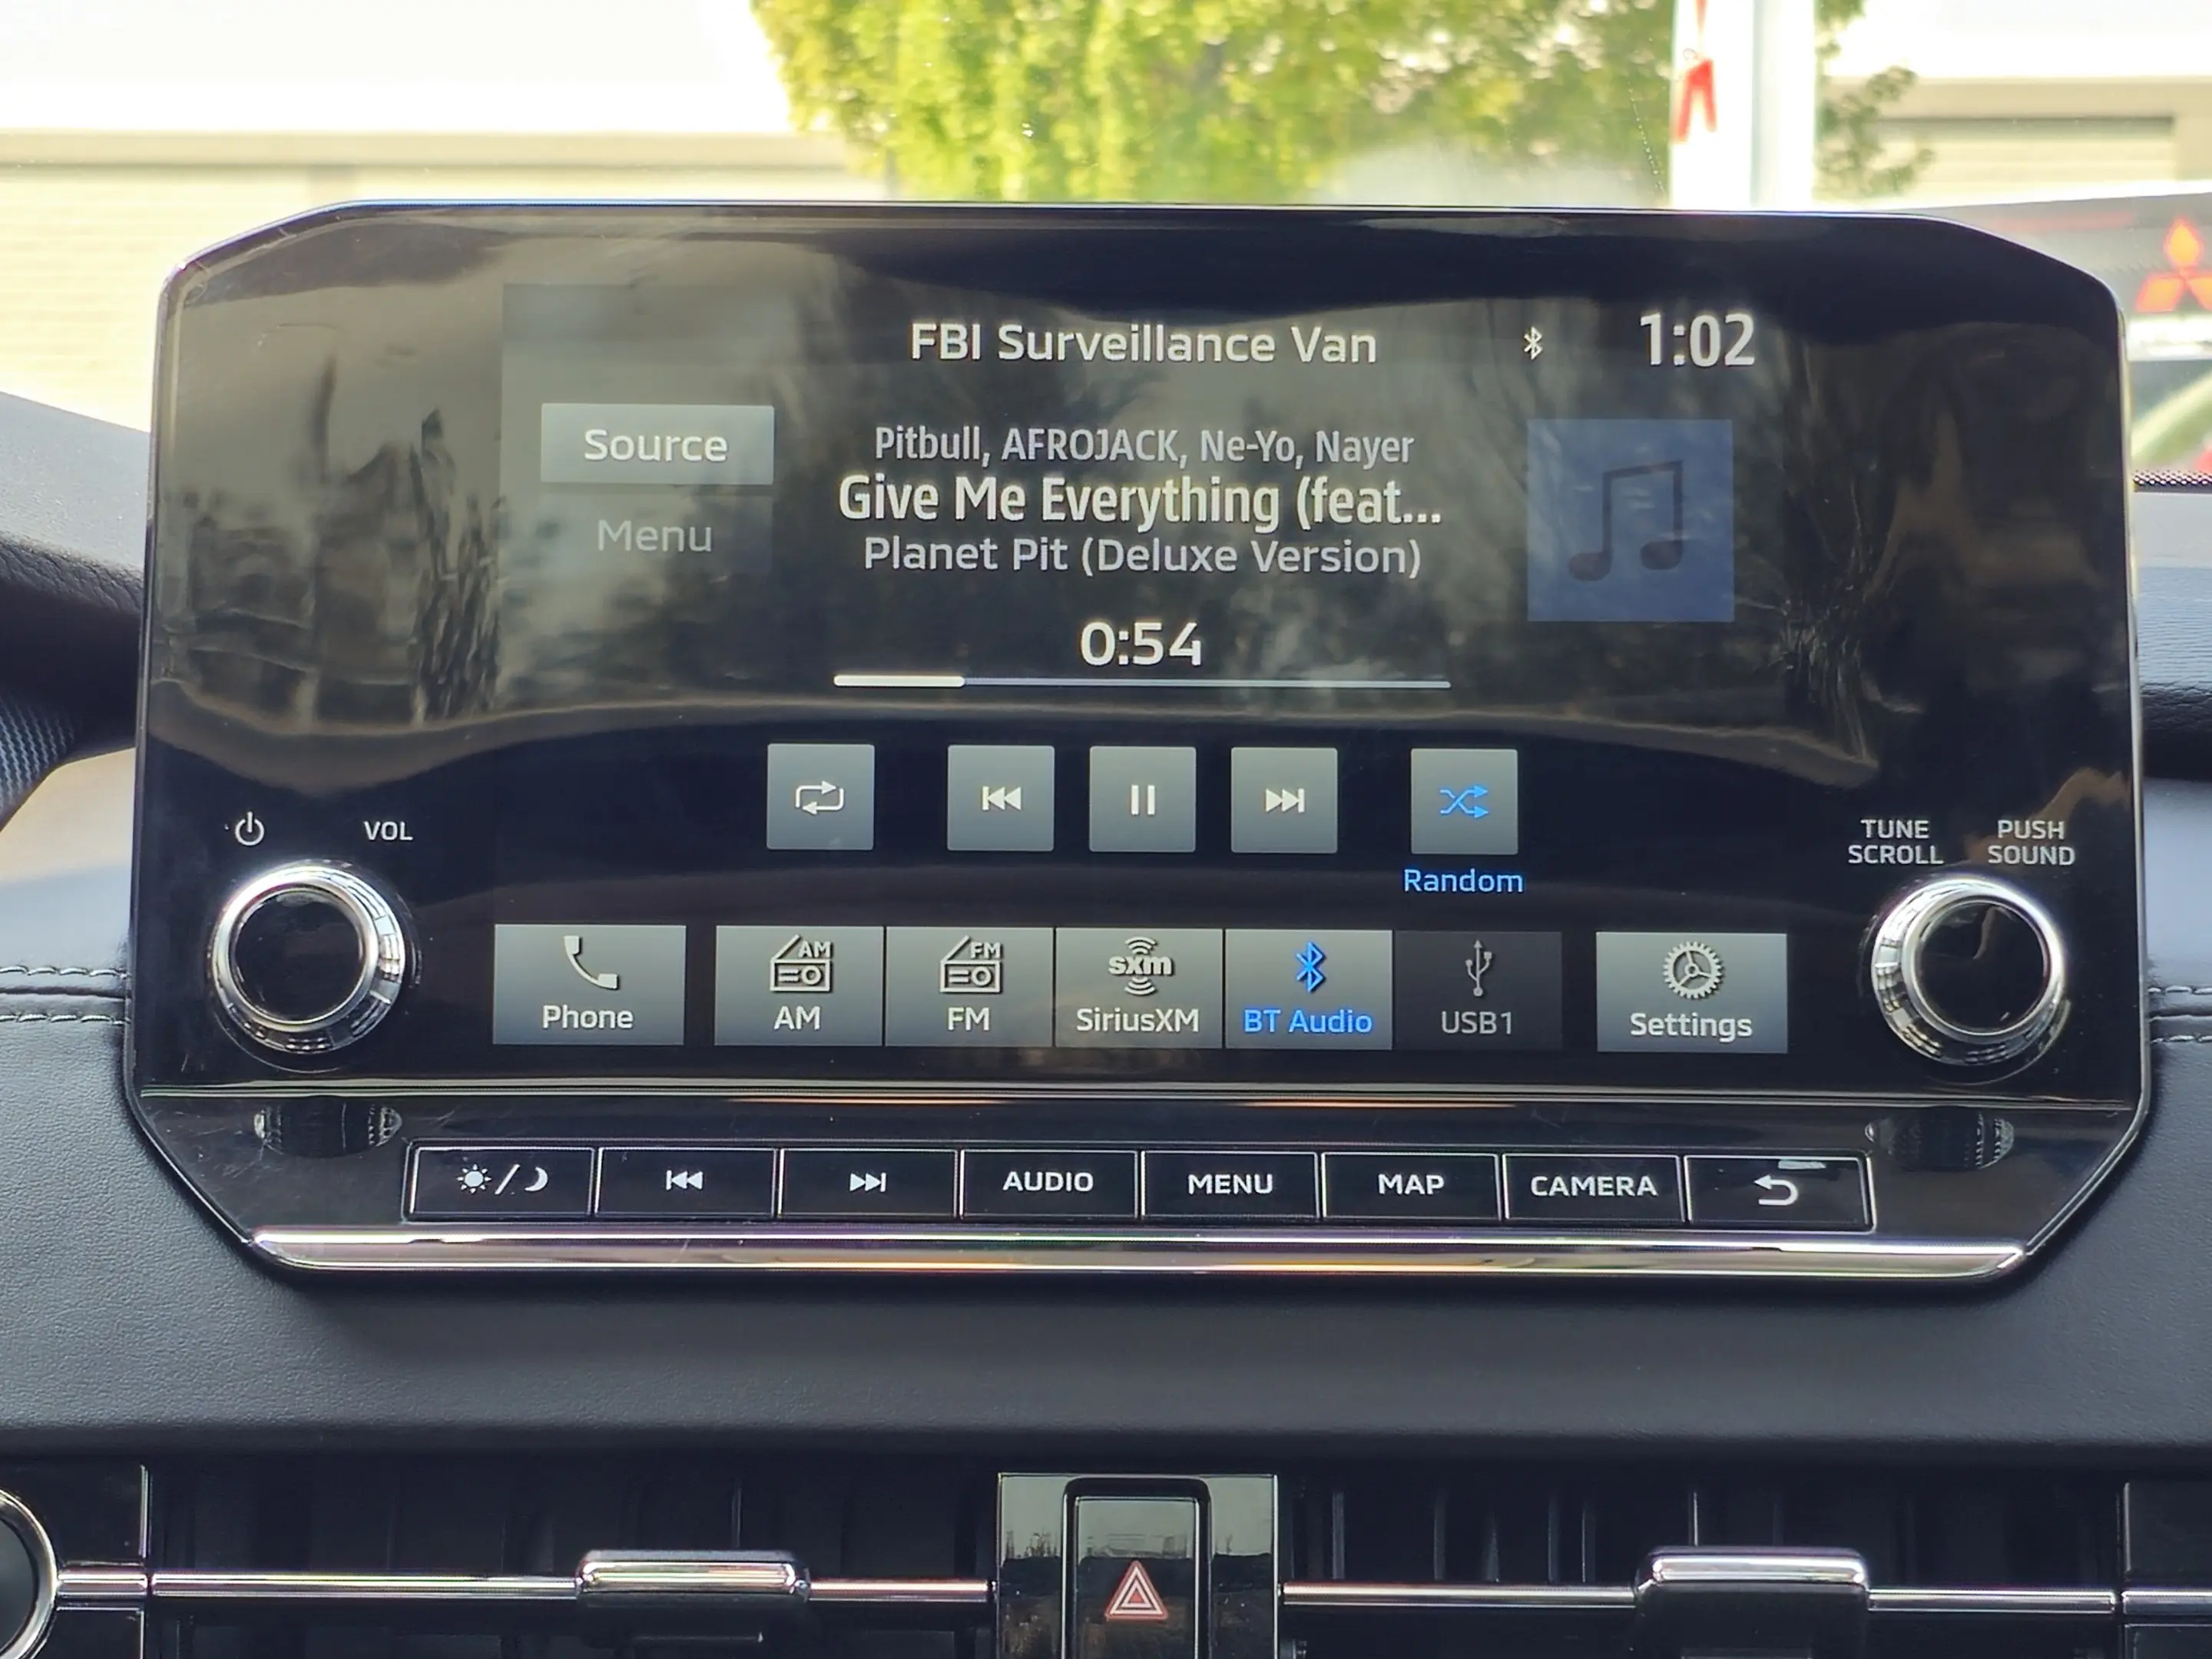 FBI Surveillance Van
1:02
Source
Menu
Pitbull, AFROJACK, Ne-Yo, Nayer
Give Me Everything (feat...
Planet Pit (Deluxe Version)
0:54
VOL
TUNE
SCROLL
PUSH
SOUND
Random
Phone
AM
AM
FM
FM
sxm
SiriusXM
BT Audio
USB1
Settings
AUDIO
MENU
MAP
CAMERA